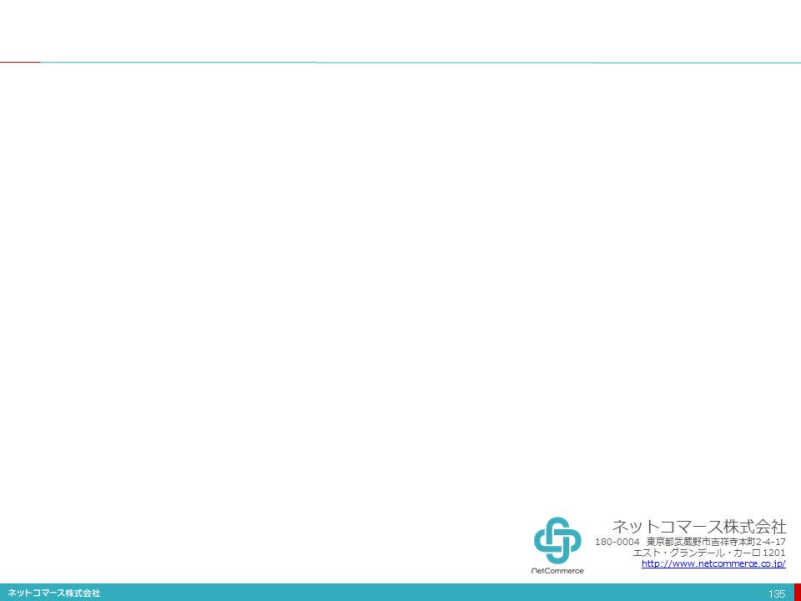 ネットコマース株式会社
180-0004 東京都武蔵野市吉祥寺本町2-4-17
エスト・グランデール・カーロ 1201
http://www.netcommerce.co.jp/
NetCommerce
ネットコマース株式会社
135